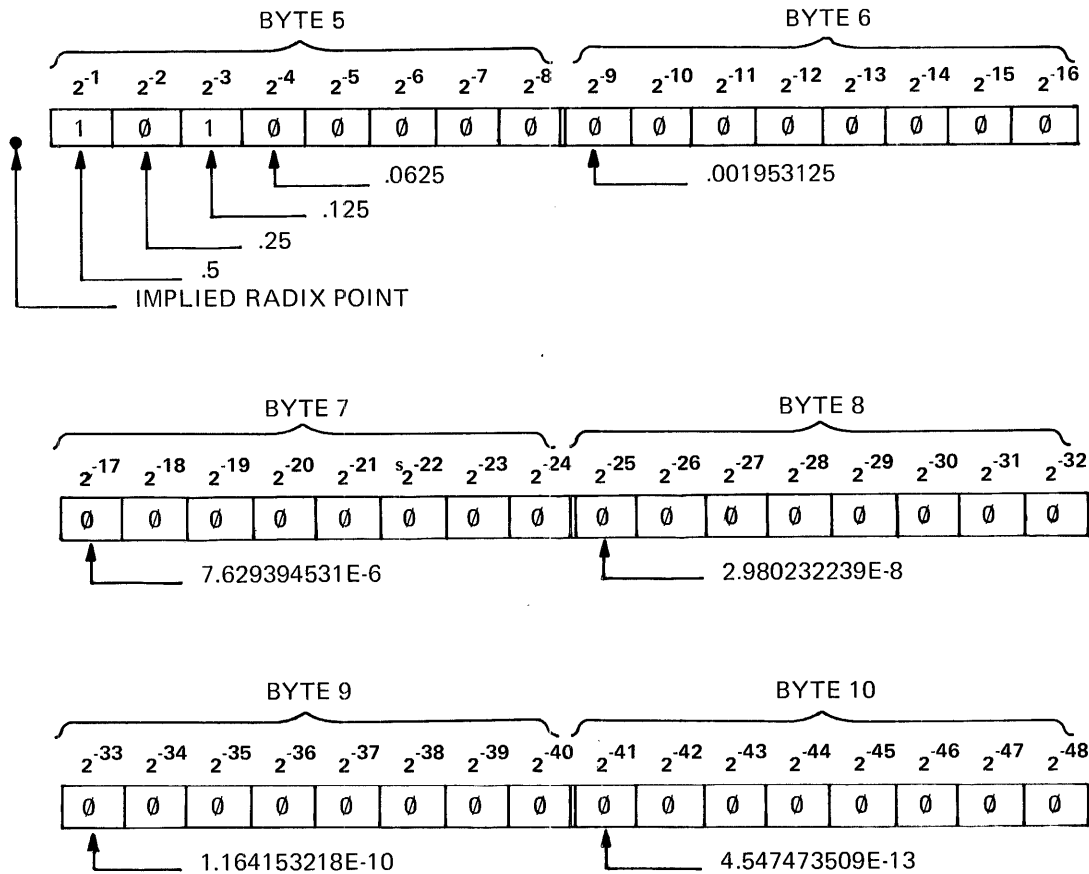 BYTE 5 BYTE 6
2-1 2-2 2-3 2-4 2-5 2-6 2-7 2-8 2-9 2-10 2-11 2-12 2-13 2-14 2-15 2-16
1 Ø 1 Ø Ø Ø Ø Ø Ø Ø Ø Ø Ø Ø Ø Ø
.0625 .001953125
.125
.25
.5
IMPLIED RADIX POINT
BYTE 7 BYTE 8
2-17 2-18 2-19 2-20 2-21 s2-22 2-23 2-24 2-25 2-26 2-27 2-28 2-29 2-30 2-31 2-32
Ø Ø Ø Ø Ø Ø Ø Ø Ø Ø Ø Ø Ø Ø Ø Ø
7.629394531E-6 2.980232239E-8
BYTE 9 BYTE 10
2-33 2-34 2-35 2-36 2-37 2-38 2-39 2-40 2-41 2-42 2-43 2-44 2-45 2-46 2-47 2-48
Ø Ø Ø Ø Ø Ø Ø Ø Ø Ø Ø Ø Ø Ø Ø Ø
1.164153218E-10 4.547473509E-13